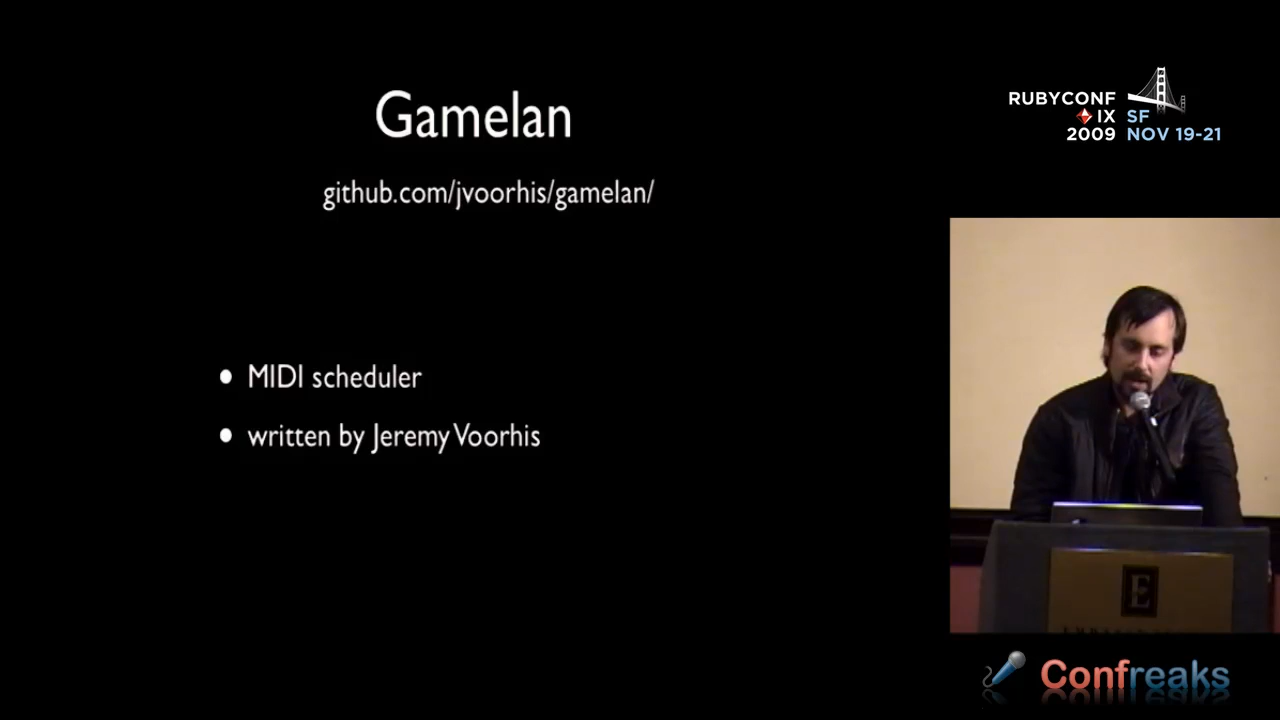 Gamelan
github.com/jvoorhis/gamelan/
• MIDI scheduler
• written by Jeremy Voorhis
RUBYCONF
IX SF
2009 NOV 19-21
E
Confreaks